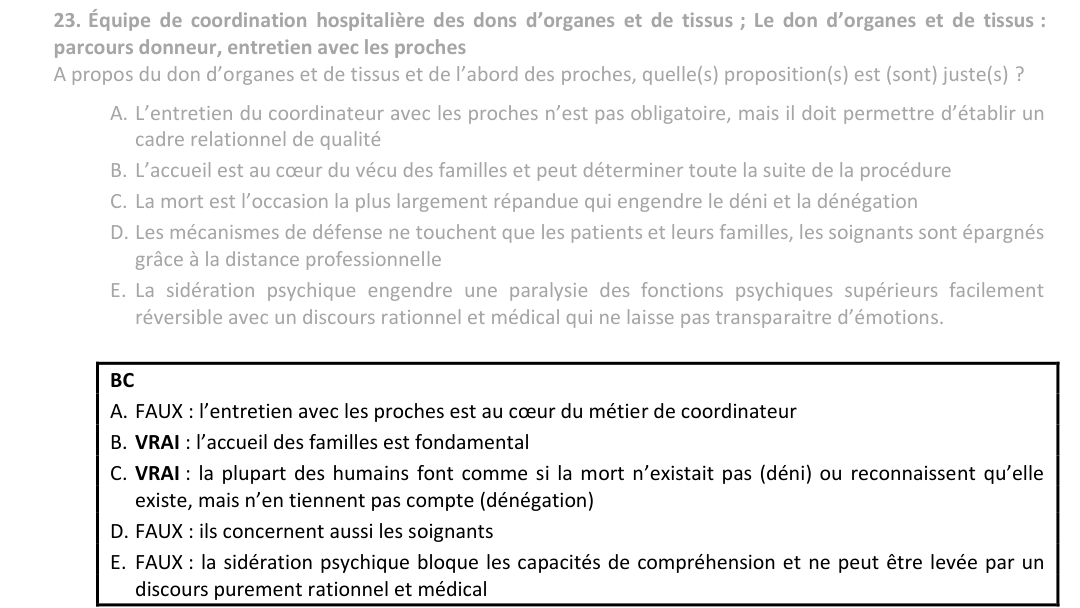 23. Équipe de coordination hospitalière des dons d’organes et de tissus ; Le don d’organes et de tissus :
parcours donneur, entretien avec les proches
A propos du don d’organes et de tissus et de l’abord des proches, quelle(s) proposition(s) est (sont) juste(s) ?
A. L’entretien du coordinateur avec les proches n’est pas obligatoire, mais il doit permettre d’établir un
cadre relationnel de qualité
B. L’accueil est au cœur du vécu des familles et peut déterminer toute la suite de la procédure
C. La mort est l’occasion la plus largement répandue qui engendre le déni et la dénégation
D. Les mécanismes de défense ne touchent que les patients et leurs familles, les soignants sont épargnés
grâce à la distance professionnelle
E. La sidération psychique engendre une paralysie des fonctions psychiques supérieurs facilement
réversible avec un discours rationnel et médical qui ne laisse pas transparaitre d’émotions.
BC
A. FAUX : l’entretien avec les proches est au cœur du métier de coordinateur
B. VRAI : l’accueil des familles est fondamental
C. VRAI : la plupart des humains font comme si la mort n’existait pas (déni) ou reconnaissent qu’elle
existe, mais n’en tiennent pas compte (dénégation)
D. FAUX : ils concernent aussi les soignants
E. FAUX : la sidération psychique bloque les capacités de compréhension et ne peut être levée par un
discours purement rationnel et médical